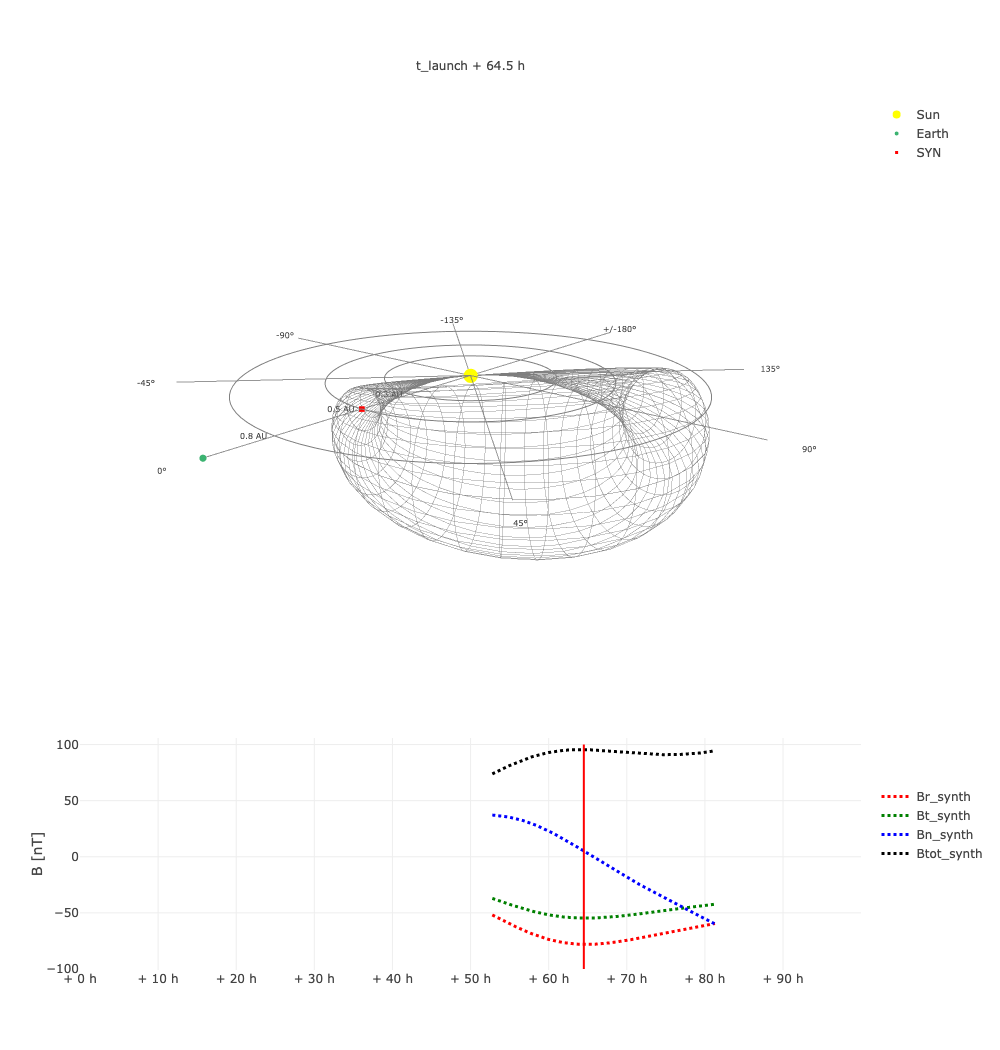 t_launch + 64.5 h
Sun
Earth
SYN
-135°
+/-180°
-90°
135°
-45°
0.3 AU
0.5 AU
0.8 AU
90°
0°
45°
B [nT]
100
50
0
−50
−100
+ 0 h
+ 10 h
+ 20 h
+ 30 h
+ 40 h
+ 50 h
+ 60 h
+ 70 h
+ 80 h
+ 90 h
Br_synth
Bt_synth
Bn_synth
Btot_synth